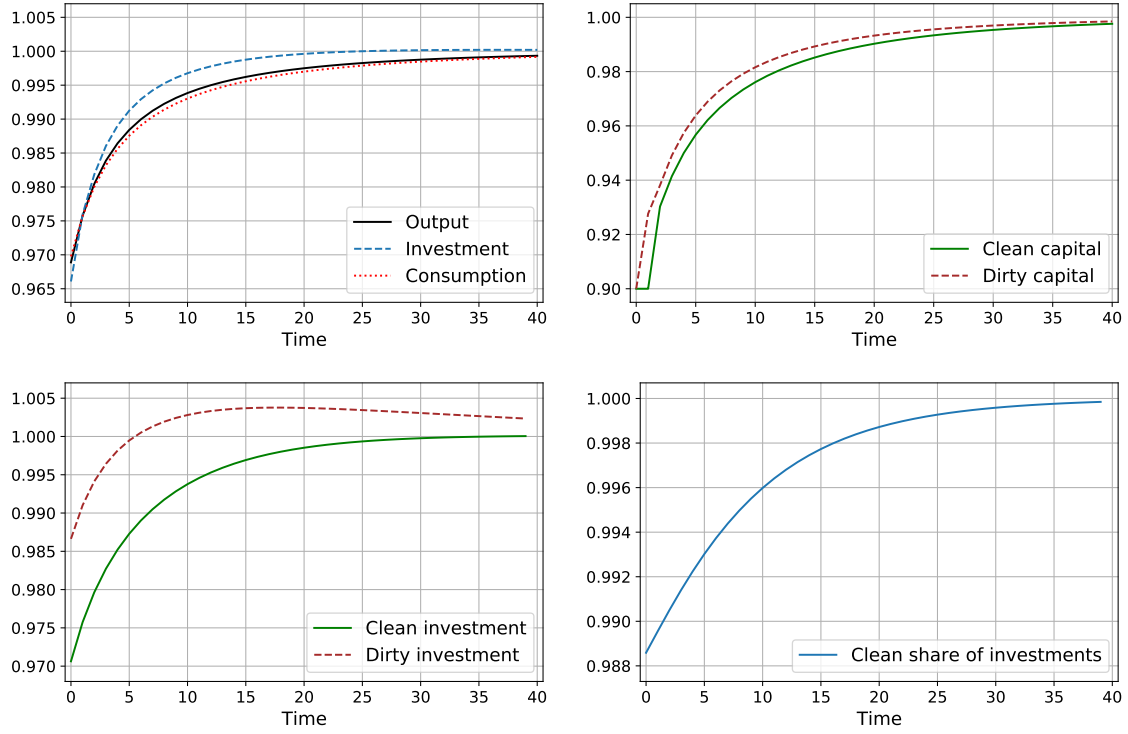 1.005
1.000
0.995
0.990
0.985
0.980
0.975
0.970
0.965
0 5 10 15 20 25 30 35 40
Time
Output
Investment
Consumption
1.00
0.98
0.96
0.94
0.92
0.90
0 5 10 15 20 25 30 35 40
Time
Clean capital
Dirty capital
1.005
1.000
0.995
0.990
0.985
0.980
0.975
0.970
0 5 10 15 20 25 30 35 40
Time
Clean investment
Dirty investment
1.000
0.998
0.996
0.994
0.992
0.990
0.988
0 5 10 15 20 25 30 35 40
Time
Clean share of investments